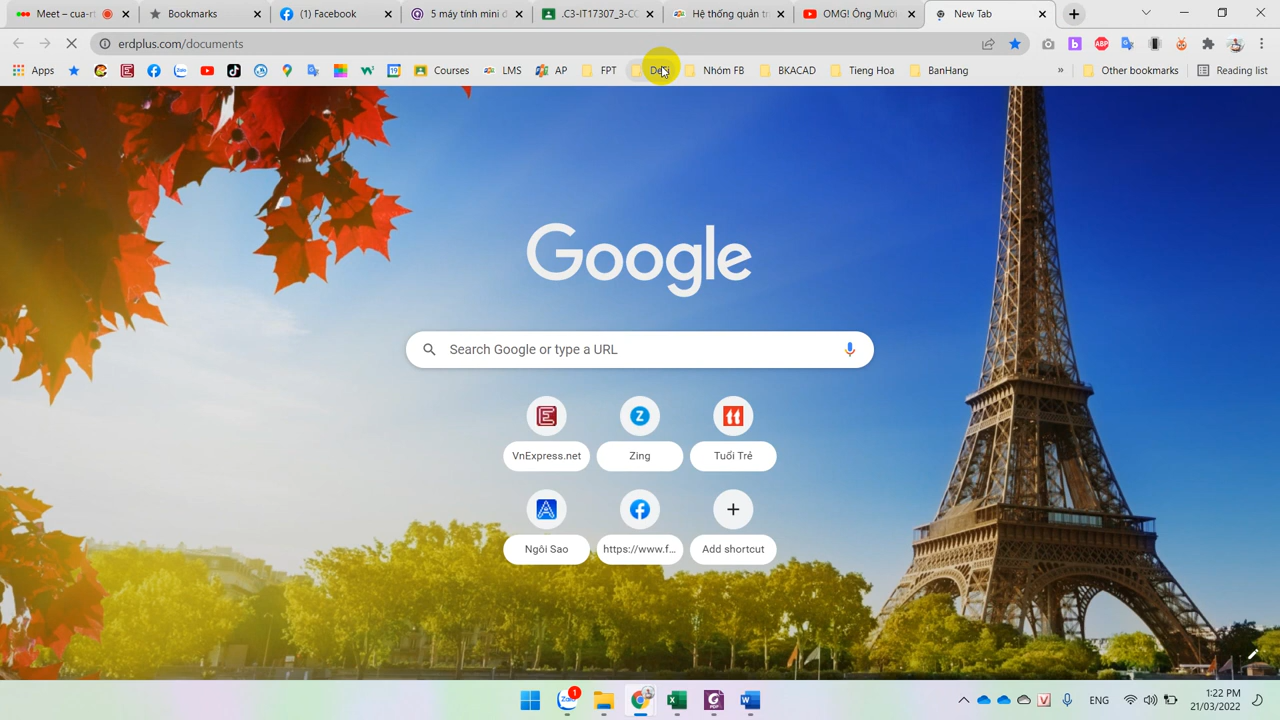 Meet – cua-rt
Bookmarks
(1) Facebook
5 máy tính mini đ
.C3-IT17307_3-CC
Hệ thống quản tr
OMG! Ông Mười
New Tab
erdplus.com/documents
Apps
Courses
LMS
AP
FPT
Nhóm FB
BKACAD
Tieng Hoa
BanHang
»
Other bookmarks
Reading list
Google
Search Google or type a URL
VnExpress.net
Zing
Tuổi Trẻ
Ngôi Sao
https://www.f...
Add shortcut
1
ENG
1:22 PM
21/03/2022